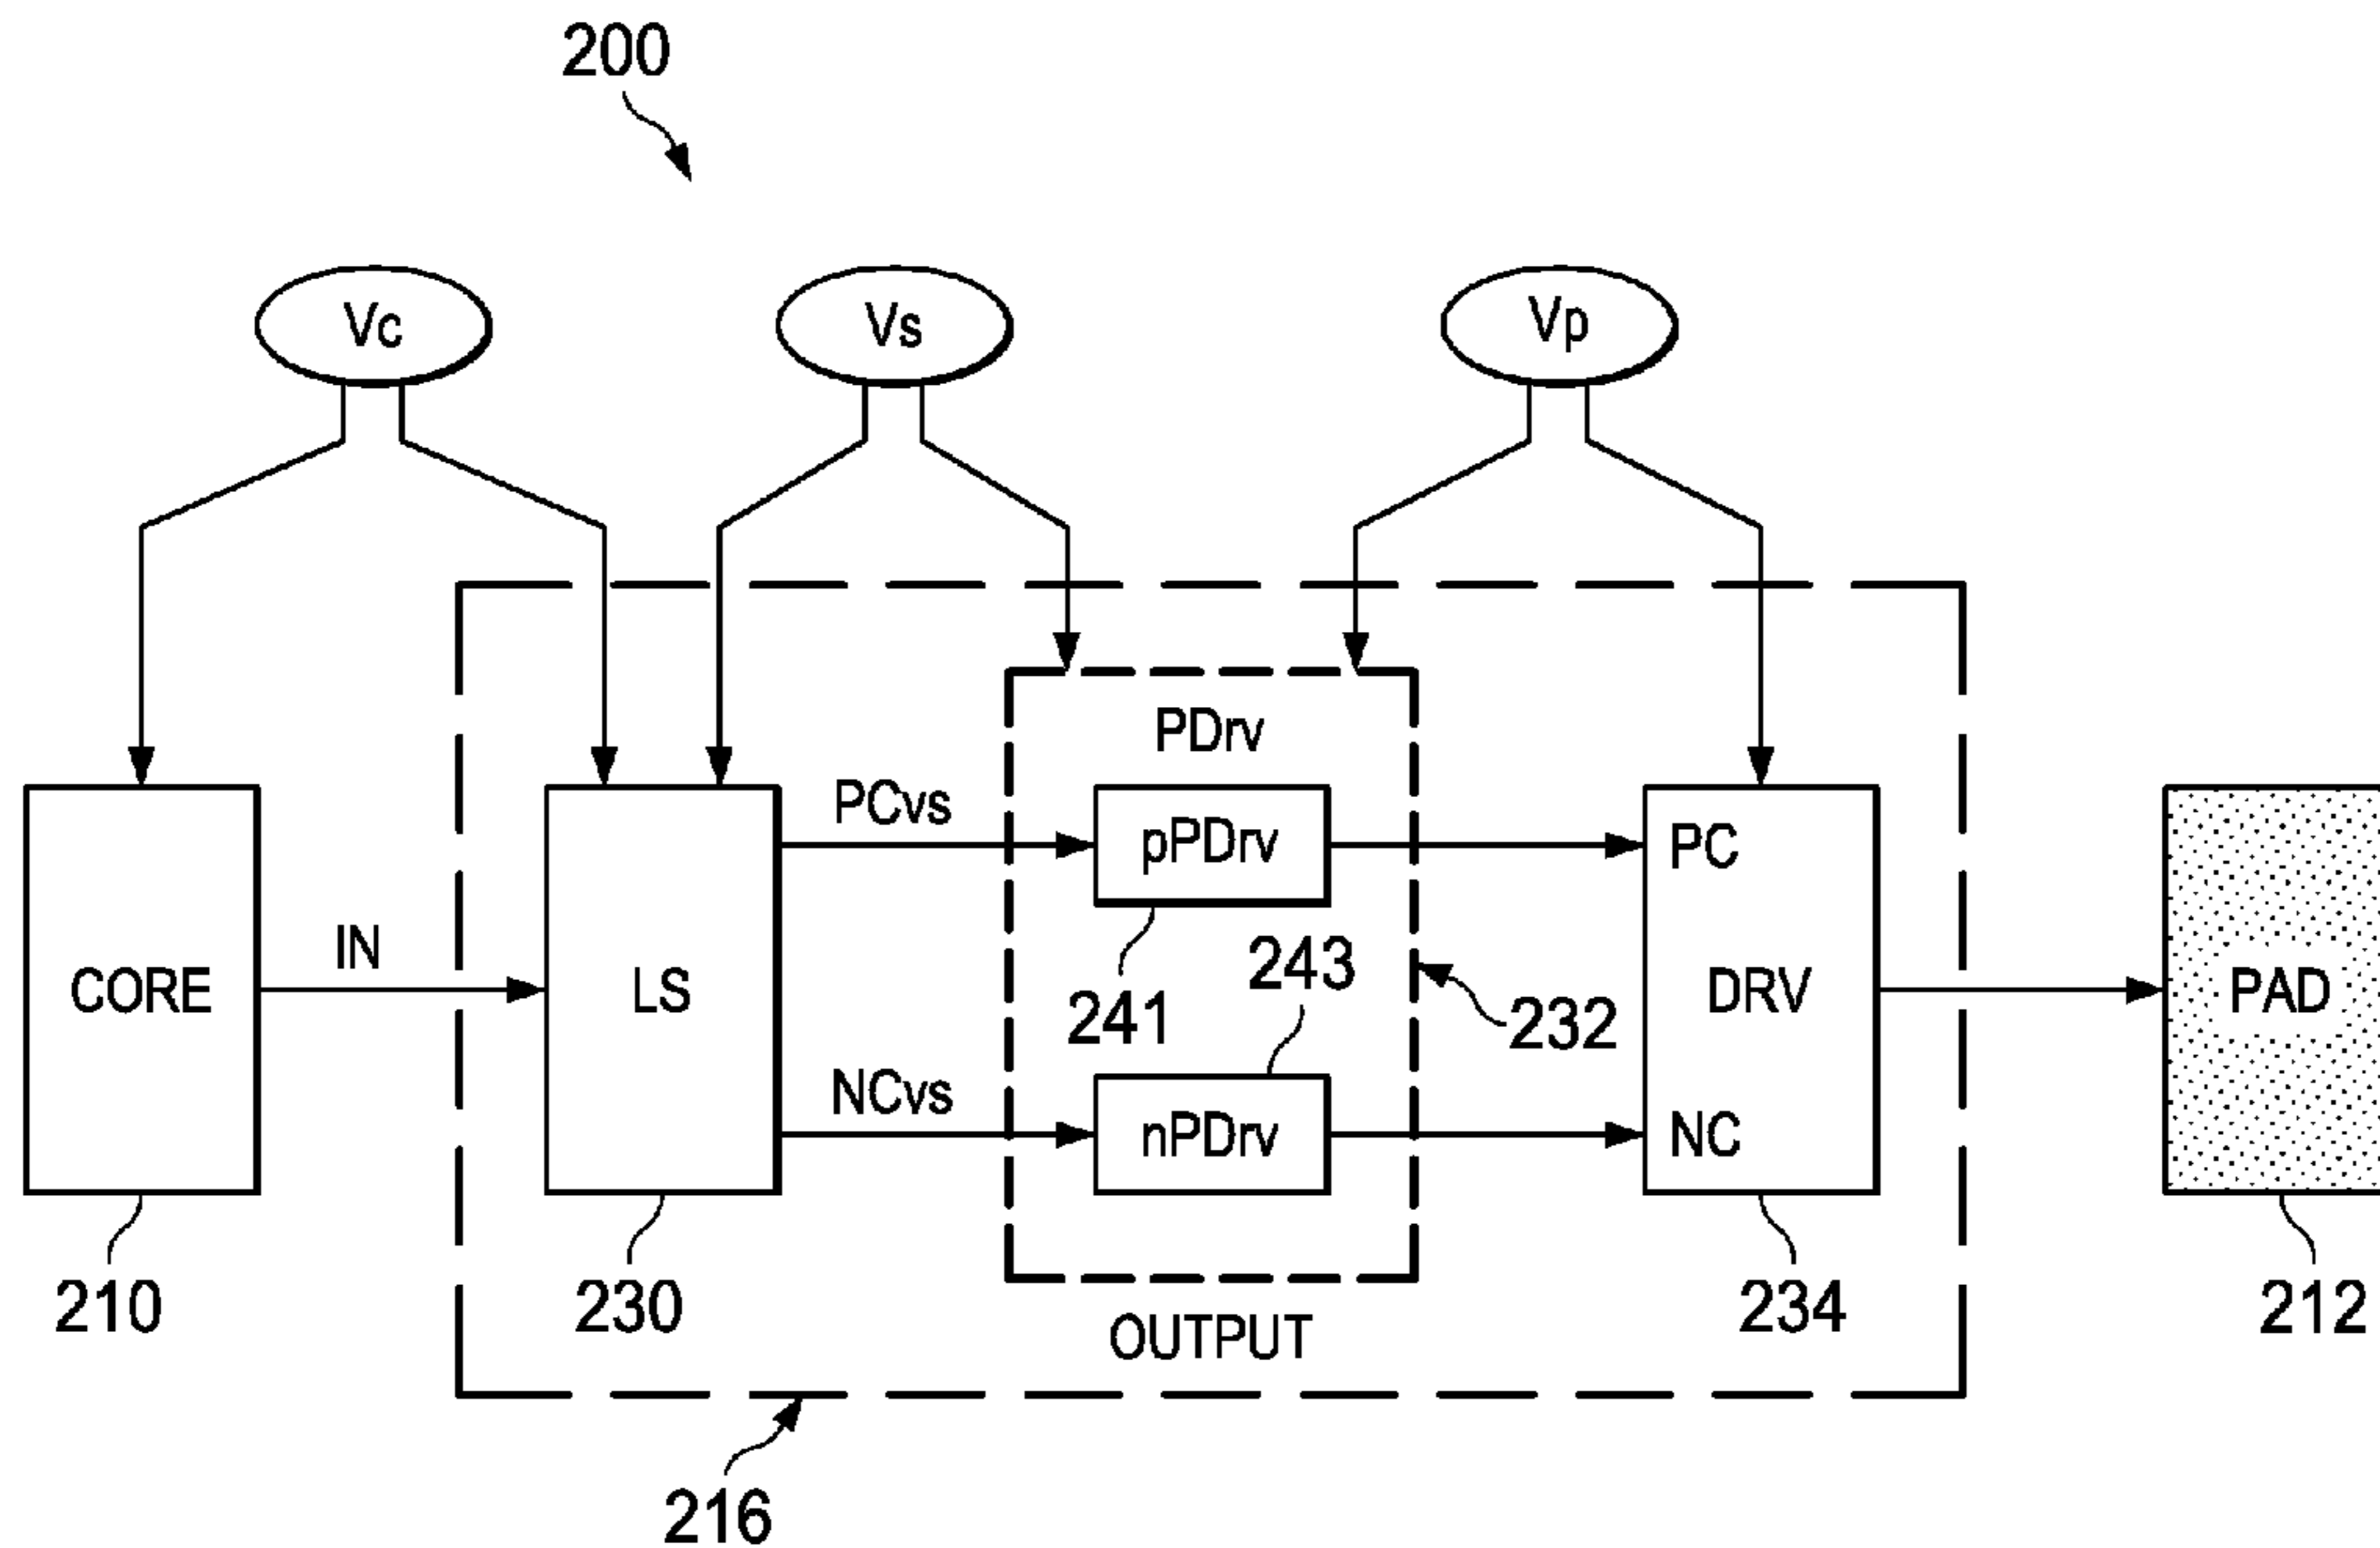 200
Vc
Vs
Vp
PDrv
PCvs
pPDrv
PC
IN
243
CORE
LS
241
232
DRV
PAD
NCvs
nPDrv
NC
210
230
OUTPUT
234
212
216